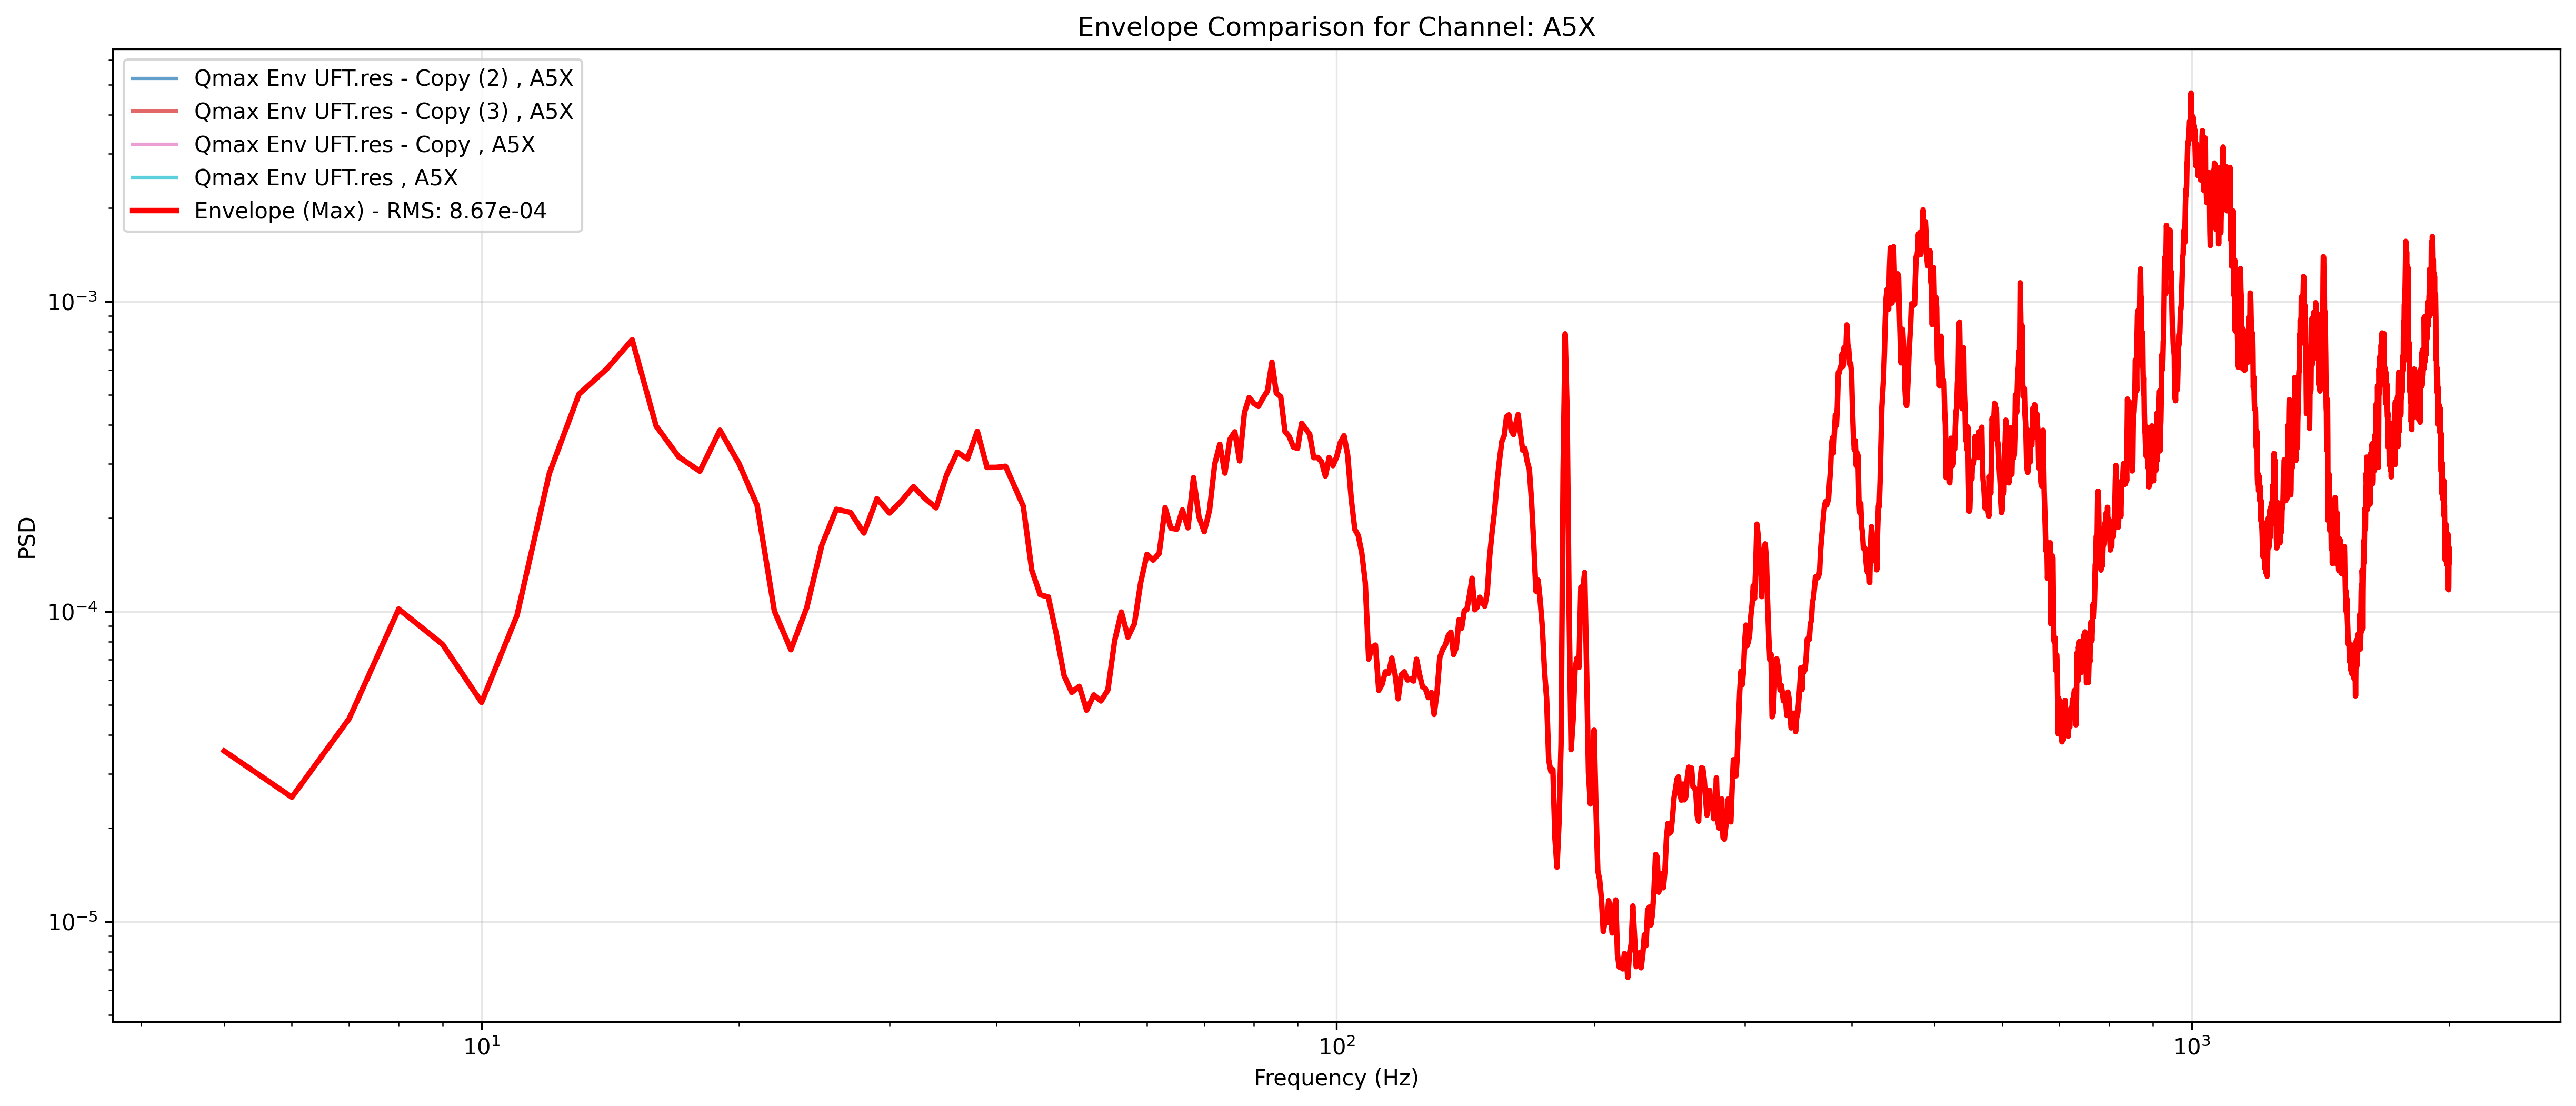 Envelope Comparison for Channel: A5X
Qmax Env UFT.res - Copy (2) , A5X
Qmax Env UFT.res - Copy (3) , A5X
Qmax Env UFT.res - Copy , A5X
Qmax Env UFT.res , A5X
Envelope (Max) - RMS: 8.67e-04
PSD
10⁻³
10⁻⁴
10⁻⁵
10¹
10²
10³
Frequency (Hz)